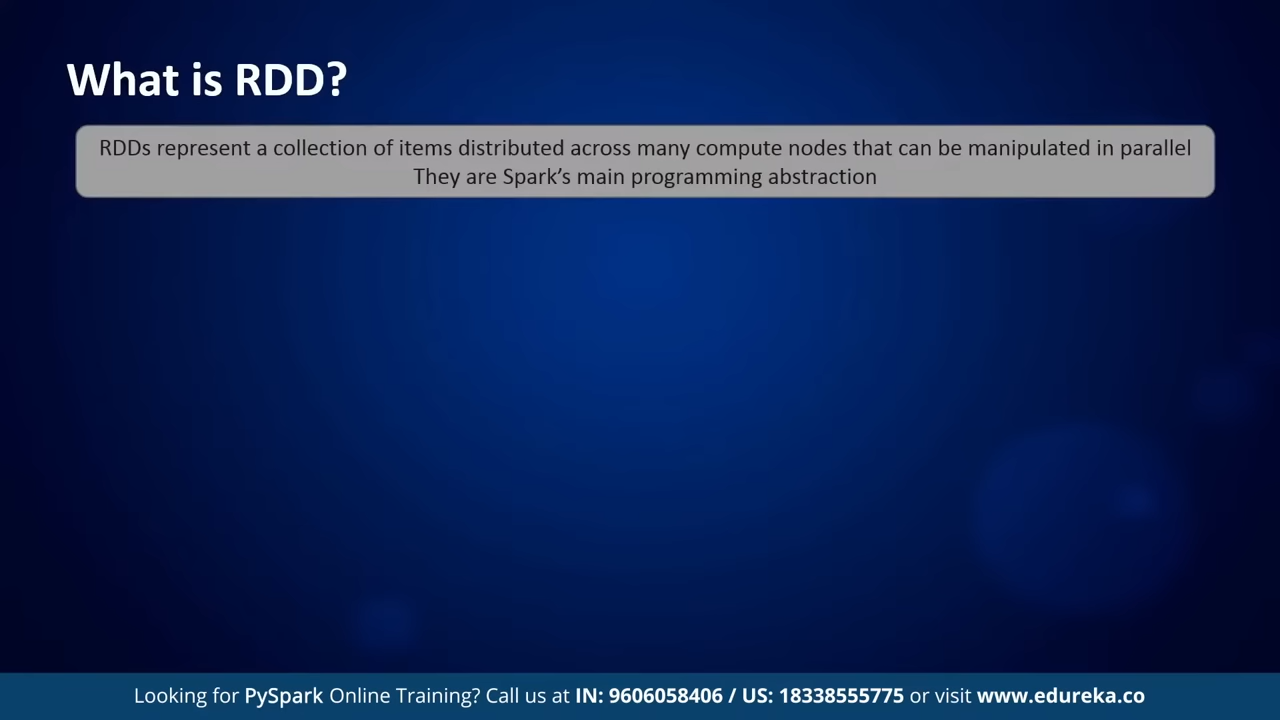 What is RDD?
RDDs represent a collection of items distributed across many compute nodes that can be manipulated in parallel
They are Spark’s main programming abstraction
Looking for PySpark Online Training? Call us at IN: 9606058406 / US: 18338555775 or visit www.edureka.co